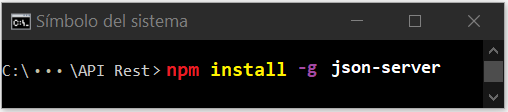 Símbolo del sistema
C:\ ••• \API Rest> npm install -g json-server